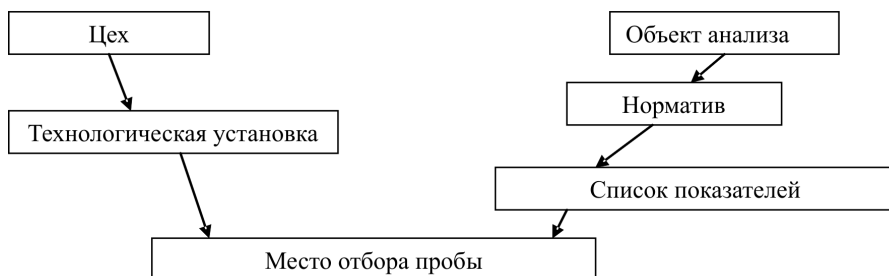 Цех
Объект анализа
Норматив
Технологическая установка
Список показателей
Место отбора пробы